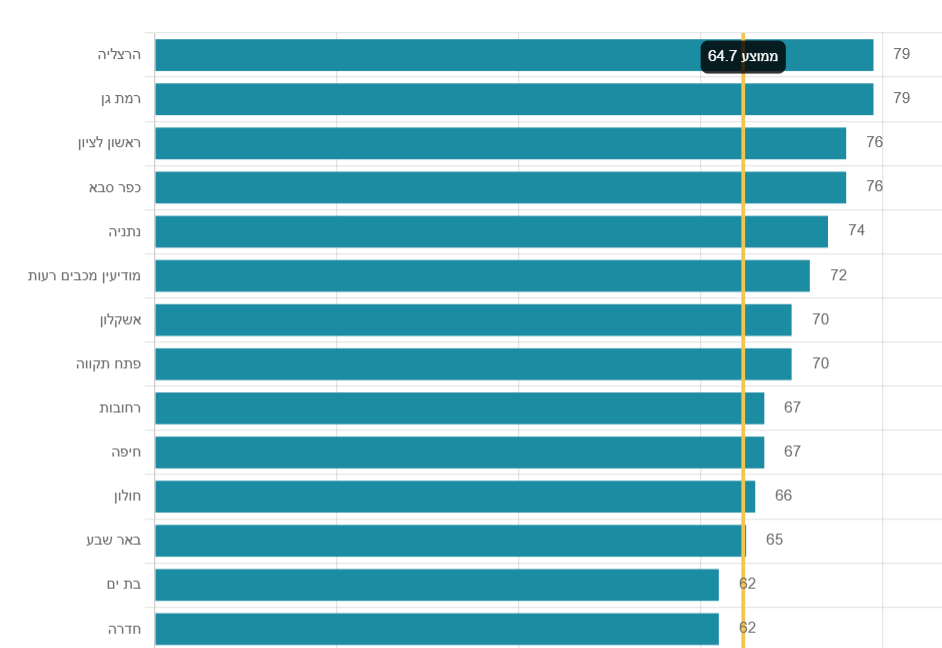 הרצליה 79
ממוצע 64.7
רמת גן 79
ראשון לציון 76
כפר סבא 76
נתניה 74
מודיעין מכבים רעות 72
אשקלון 70
פתח תקווה 70
רחובות 67
חיפה 67
חולון 66
באר שבע 65
בת ים 62
חדרה 62